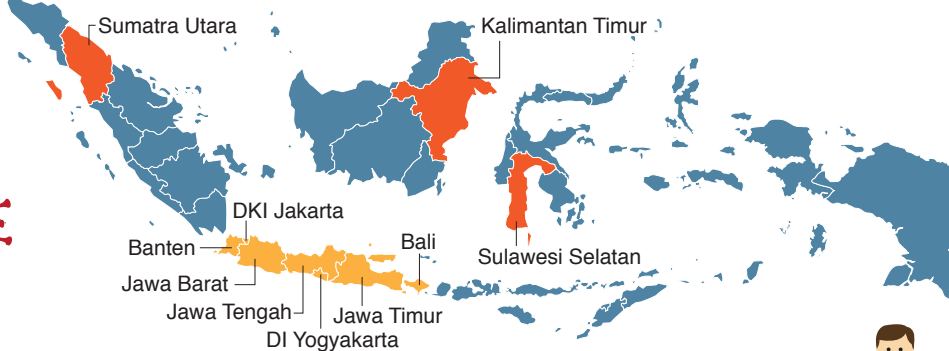 Sumatra Utara
Kalimantan Timur
DKI Jakarta
Banten
Bali
Sulawesi Selatan
Jawa Barat
Jawa Tengah
Jawa Timur
DI Yogyakarta